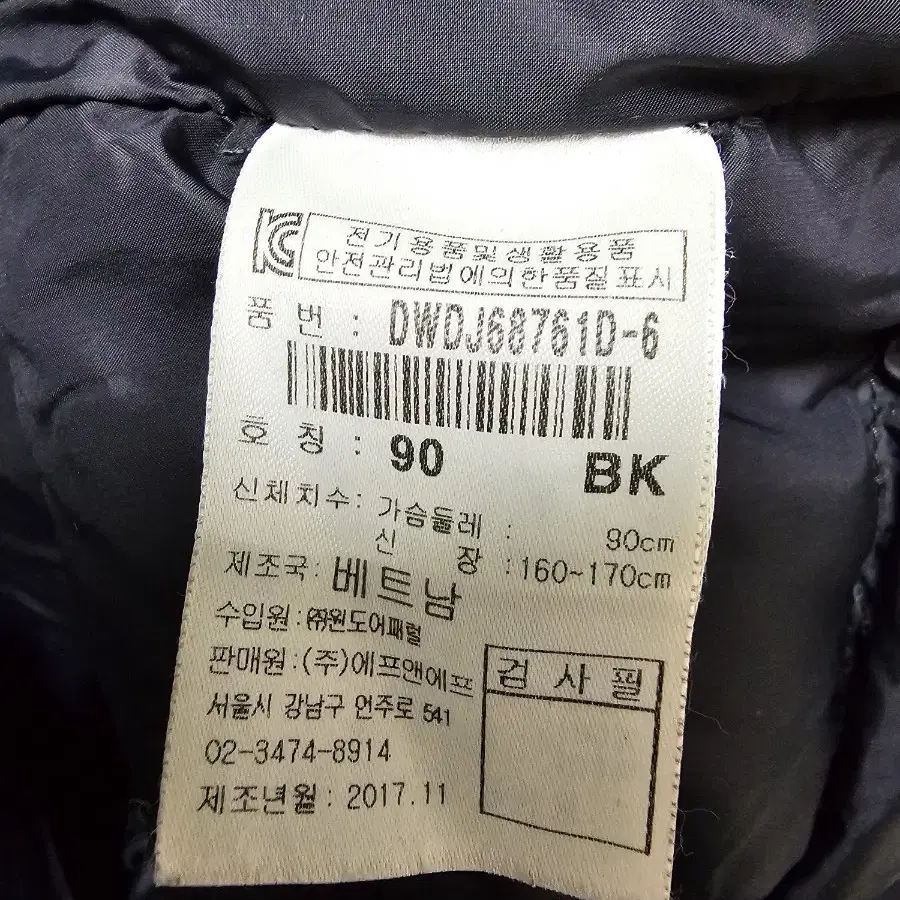 KC 전기용품및생활용품
안전관리법에의한품질표시
품 번 : DWDJ68761D-6
호 칭 : 90 BK
신체치수: 가슴둘레 : 90cm
신 장 : 160~170cm
제조국: 베트남
수입원: ㈜윈도어패럴
판매원:(주)에프앤에프
서울시 강남구 언주로 541
02-3474-8914
제조년월: 2017.11
검 사 필